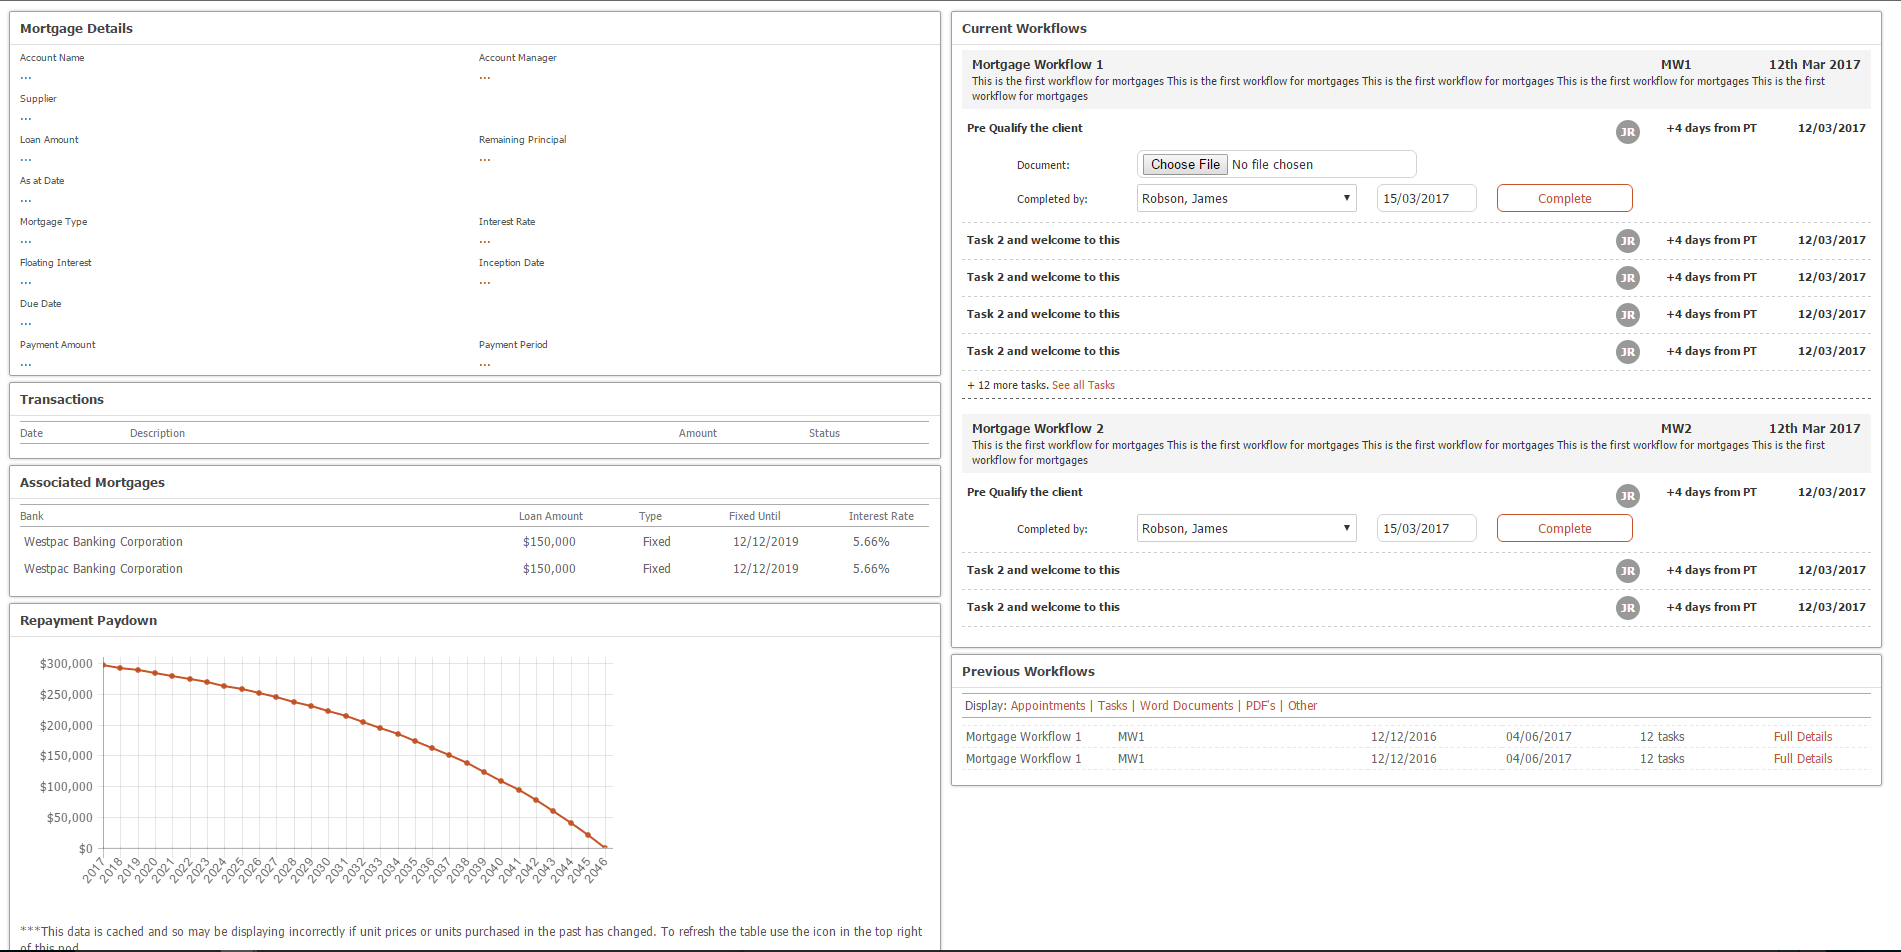 Mortgage Details
Account Name Account Manager
... ...
Supplier
...
Loan Amount Remaining Principal
... ...
As at Date
...
Mortgage Type Interest Rate
... ...
Floating Interest Inception Date
... ...
Due Date
...
Payment Amount Payment Period
... ...
Transactions
Date Description Amount Status
Associated Mortgages
Bank Loan Amount Type Fixed Until Interest Rate
Westpac Banking Corporation $150,000 Fixed 12/12/2019 5.66%
Westpac Banking Corporation $150,000 Fixed 12/12/2019 5.66%
Repayment Paydown
$300,000
$250,000
$200,000
$150,000
$100,000
$50,000
$0
2017 2018 2019 2020 2021 2022 2023 2024 2025 2026 2027 2028 2029 2030 2031 2032 2033 2034 2035 2036 2037 2038 2039 2040 2041 2042 2043 2044 2045 2046
***This data is cached and so may be displaying incorrectly if unit prices or units purchased in the past has changed. To refresh the table use the icon in the top right
of this pod
Current Workflows
Mortgage Workflow 1 MW1 12th Mar 2017
This is the first workflow for mortgages This is the first workflow for mortgages This is the first workflow for mortgages This is the first workflow for mortgages This is the first
workflow for mortgages
Pre Qualify the client JR +4 days from PT 12/03/2017
Document: Choose File No file chosen
Completed by: Robson, James 15/03/2017 Complete
Task 2 and welcome to this JR +4 days from PT 12/03/2017
Task 2 and welcome to this JR +4 days from PT 12/03/2017
Task 2 and welcome to this JR +4 days from PT 12/03/2017
Task 2 and welcome to this JR +4 days from PT 12/03/2017
+ 12 more tasks. See all Tasks
Mortgage Workflow 2 MW2 12th Mar 2017
This is the first workflow for mortgages This is the first workflow for mortgages This is the first workflow for mortgages This is the first workflow for mortgages This is the first
workflow for mortgages
Pre Qualify the client JR +4 days from PT 12/03/2017
Completed by: Robson, James 15/03/2017 Complete
Task 2 and welcome to this JR +4 days from PT 12/03/2017
Task 2 and welcome to this JR +4 days from PT 12/03/2017
Previous Workflows
Display: Appointments | Tasks | Word Documents | PDF's | Other
Mortgage Workflow 1 MW1 12/12/2016 04/06/2017 12 tasks Full Details
Mortgage Workflow 1 MW1 12/12/2016 04/06/2017 12 tasks Full Details